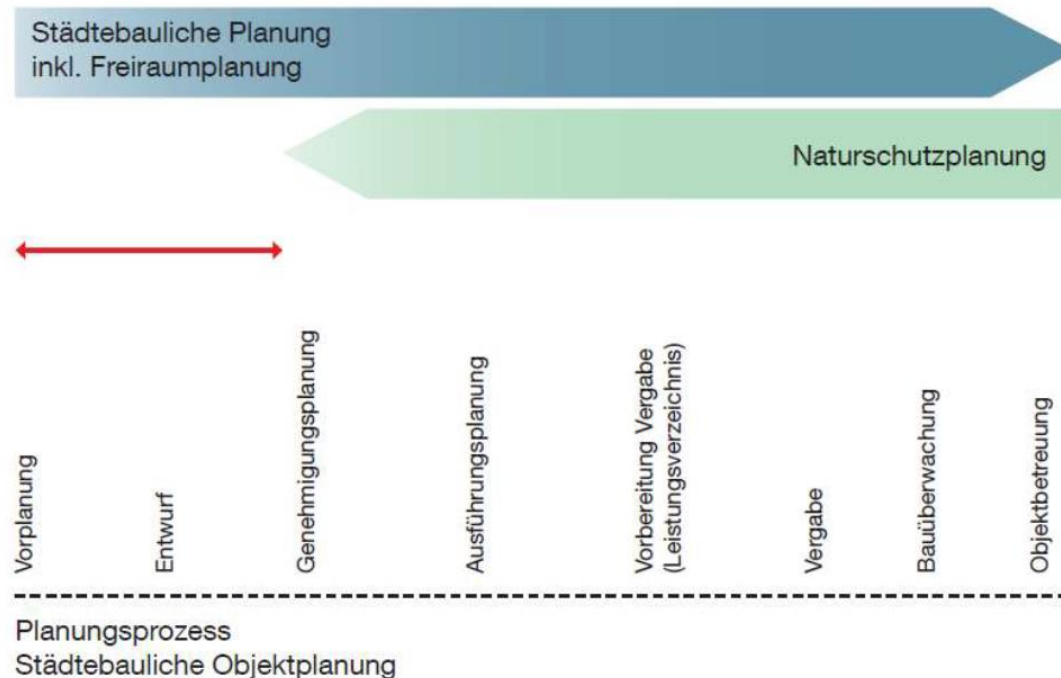 Städtebauliche Planung
inkl. Freiraumplanung
Naturschutzplanung
Vorplanung
Entwurf
Genehmigungsplanung
Ausführungsplanung
Vorbereitung Vergabe
(Leistungsverzeichnis)
Vergabe
Bauüberwachung
Objektbetreuung
Planungsprozess
Städtebauliche Objektplanung